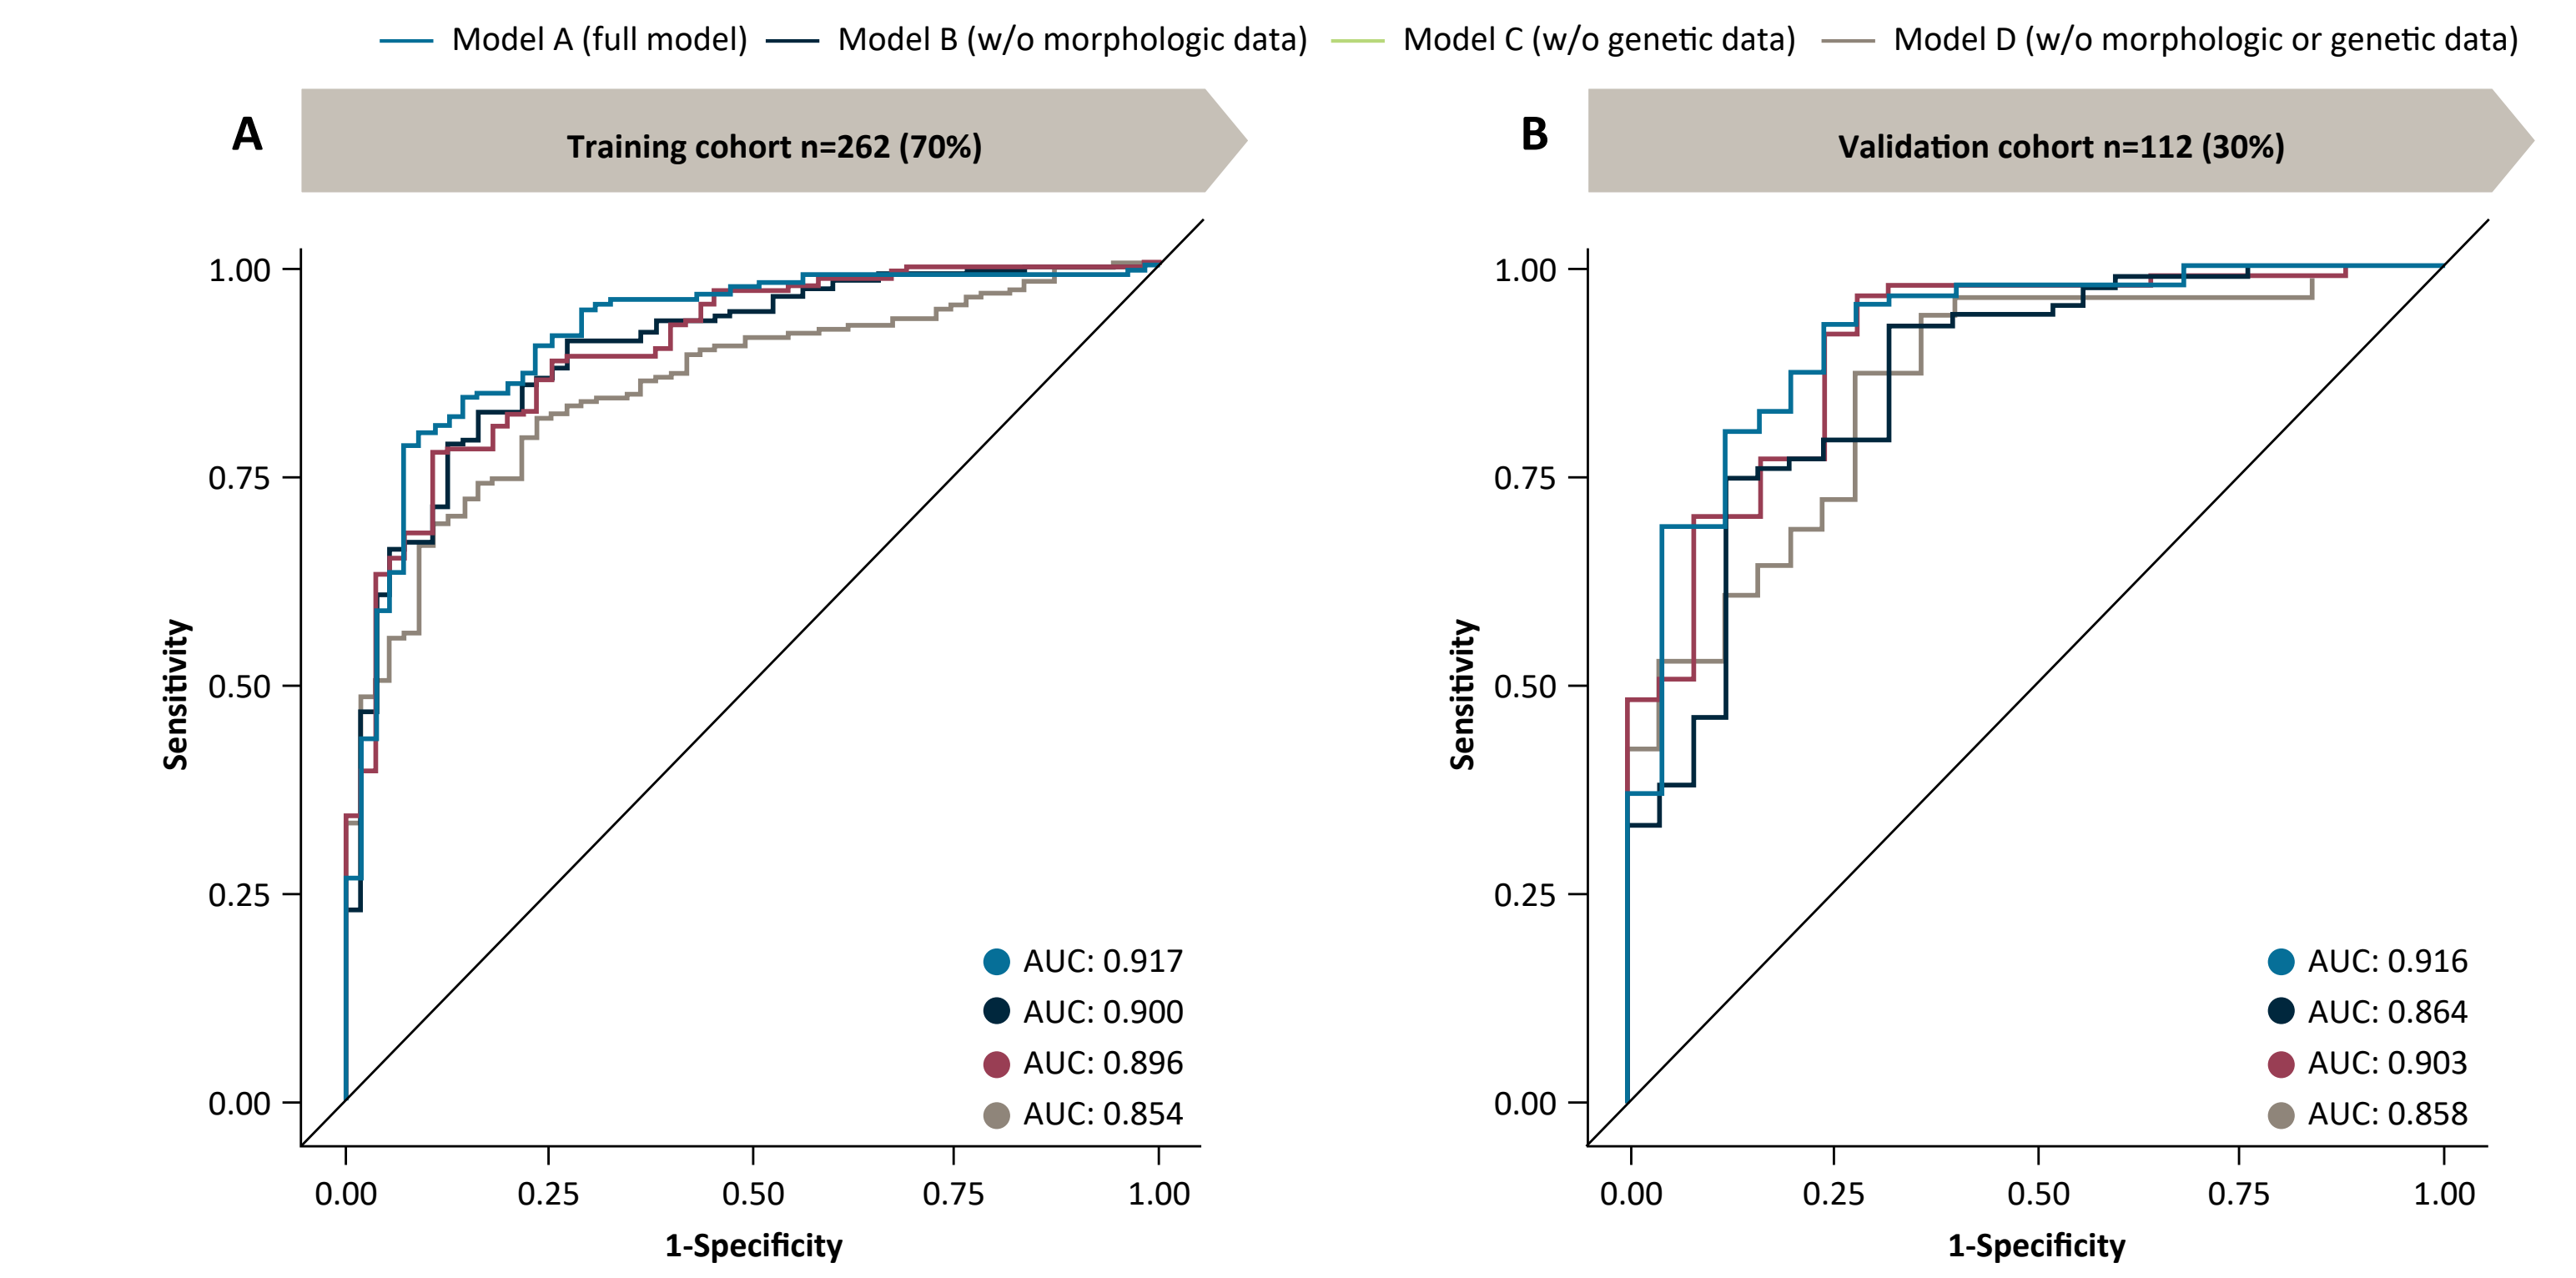 Model A (full model) Model B (w/o morphologic data) Model C (w/o genetic data) Model D (w/o morphologic or genetic data)
A
Training cohort n=262 (70%)
1.00
0.75
0.50
0.25
0.00
Sensitivity
AUC: 0.917
AUC: 0.900
AUC: 0.896
AUC: 0.854
0.00 0.25 0.50 0.75 1.00
1-Specificity
B
Validation cohort n=112 (30%)
1.00
0.75
0.50
0.25
0.00
Sensitivity
AUC: 0.916
AUC: 0.864
AUC: 0.903
AUC: 0.858
0.00 0.25 0.50 0.75 1.00
1-Specificity